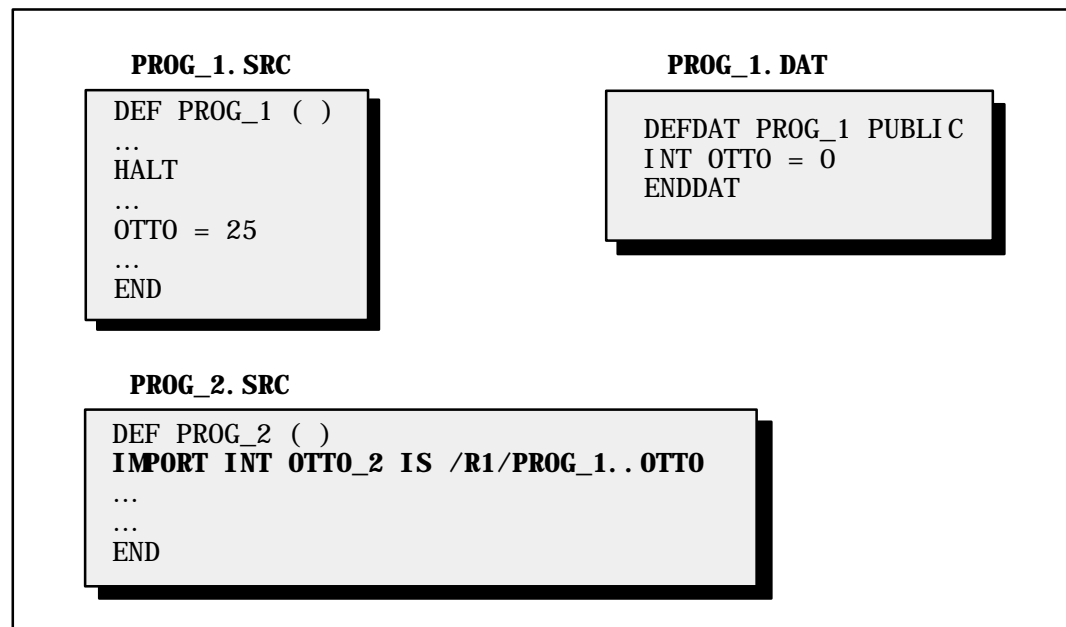 PROG_1.SRC
DEF PROG_1 ( )
...
HALT
...
OTTO = 25
...
END
PROG_1.DAT
DEFDAT PROG_1 PUBLIC
INT OTTO = 0
ENDDAT
PROG_2.SRC
DEF PROG_2 ( )
IMPORT INT OTTO_2 IS /R1/PROG_1..OTTO
...
...
END